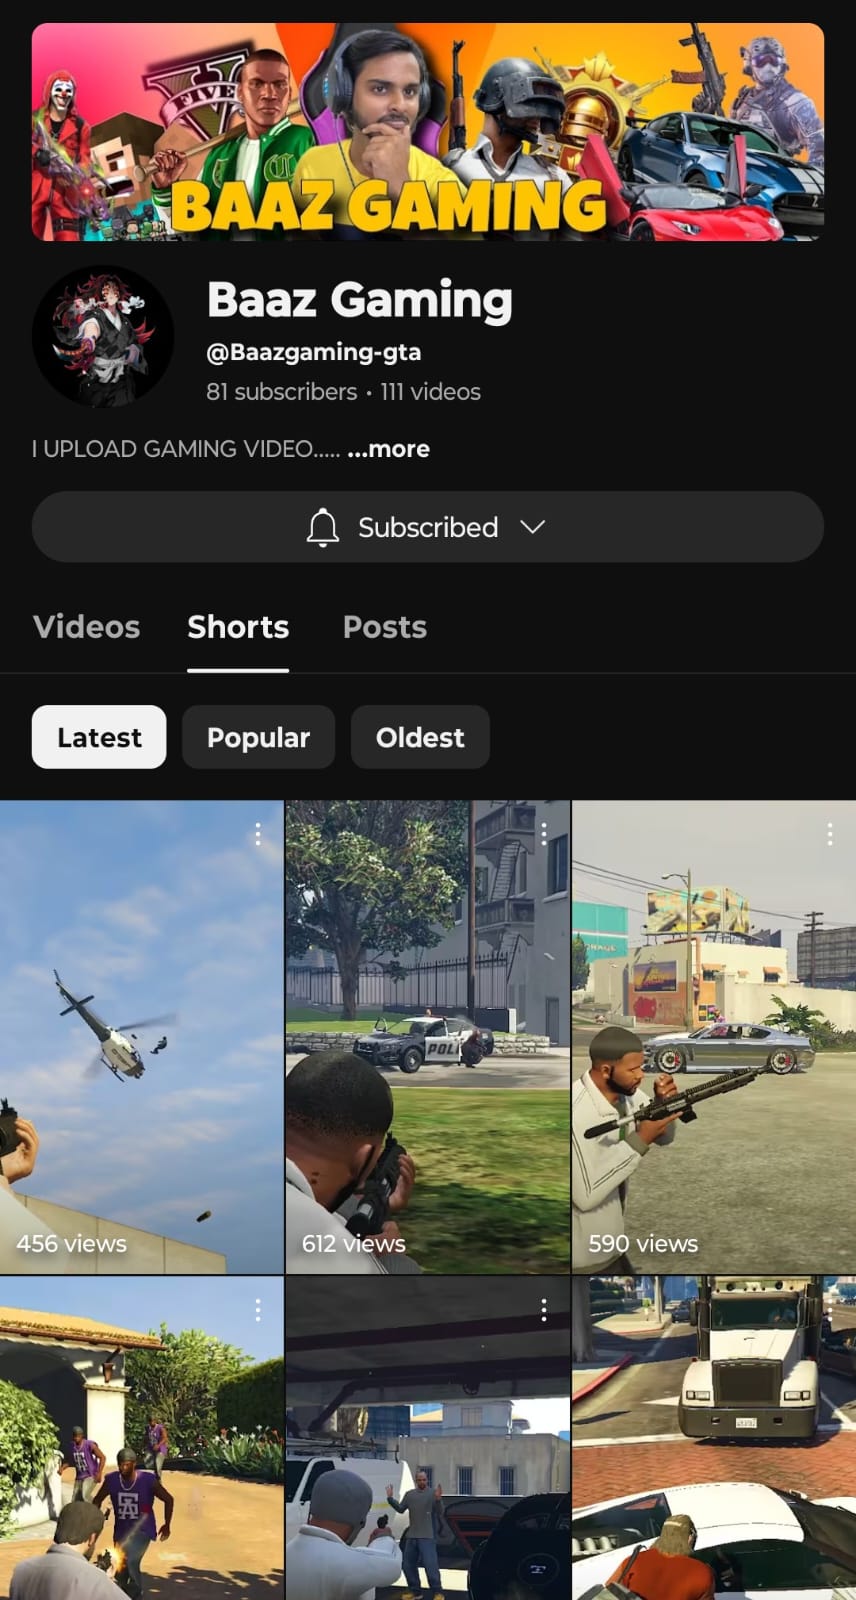 FIVE
BAAZ GAMING
Baaz Gaming
@Baazgaming-gta
81 subscribers • 111 videos
I UPLOAD GAMING VIDEO..... ...more
Subscribed
Videos Shorts Posts
Latest Popular Oldest
456 views 612 views 590 views